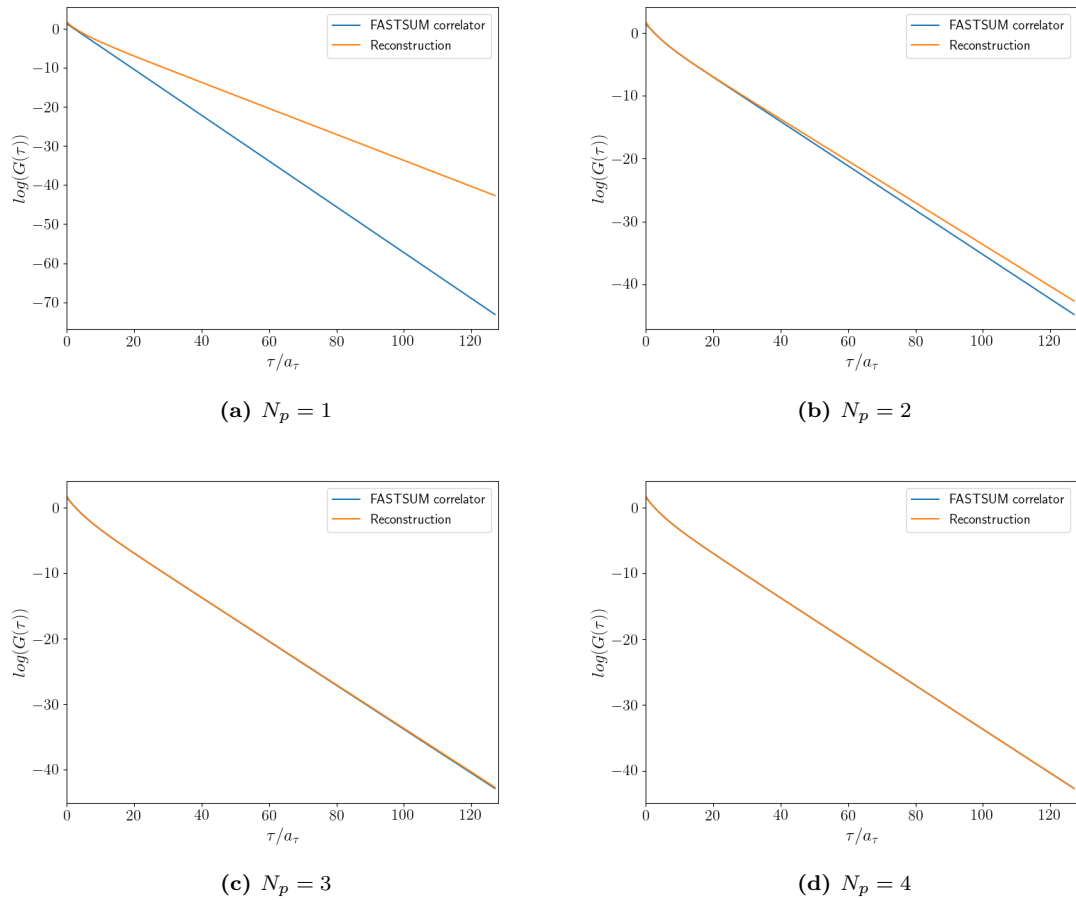 FASTSUM correlator
Reconstruction
0
−10
−20
−30
−40
−50
−60
−70
log(G(τ))
0 20 40 60 80 100 120
τ/a_τ
(a) N_p = 1
FASTSUM correlator
Reconstruction
0
−10
−20
−30
−40
log(G(τ))
0 20 40 60 80 100 120
τ/a_τ
(b) N_p = 2
FASTSUM correlator
Reconstruction
0
−10
−20
−30
−40
log(G(τ))
0 20 40 60 80 100 120
τ/a_τ
(c) N_p = 3
FASTSUM correlator
Reconstruction
0
−10
−20
−30
−40
log(G(τ))
0 20 40 60 80 100 120
τ/a_τ
(d) N_p = 4